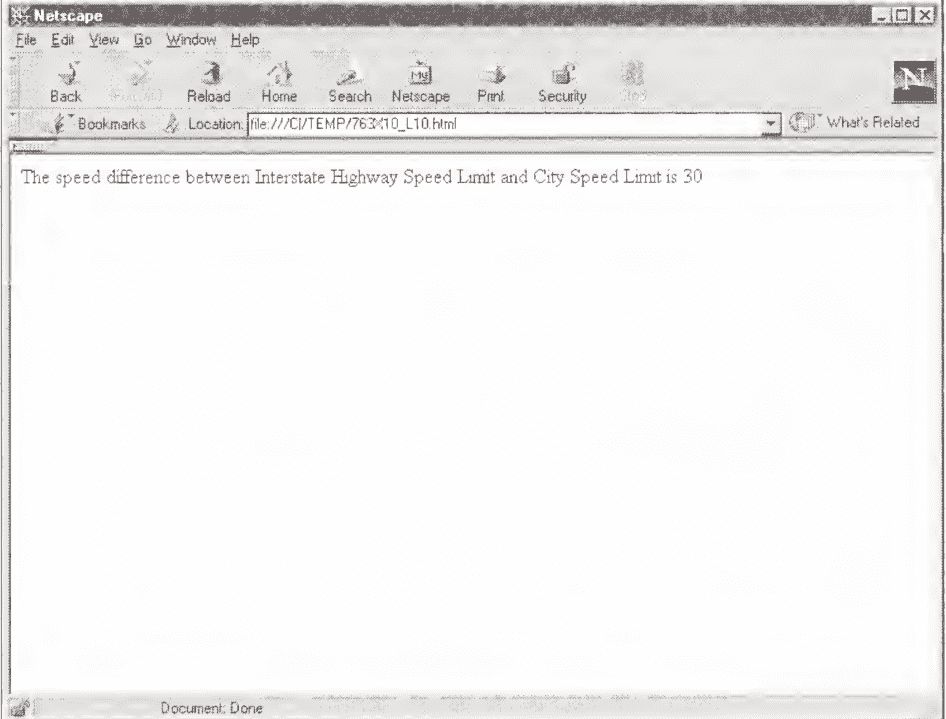 Netscape
File Edit View Go Window Help
Back Reload Home Search Netscape Print Security Stop
Bookmarks Location: file:///C|/TEMP/763X10_L10.html What's Related
The speed difference between Interstate Highway Speed Limit and City Speed Limit is 30
Document: Done